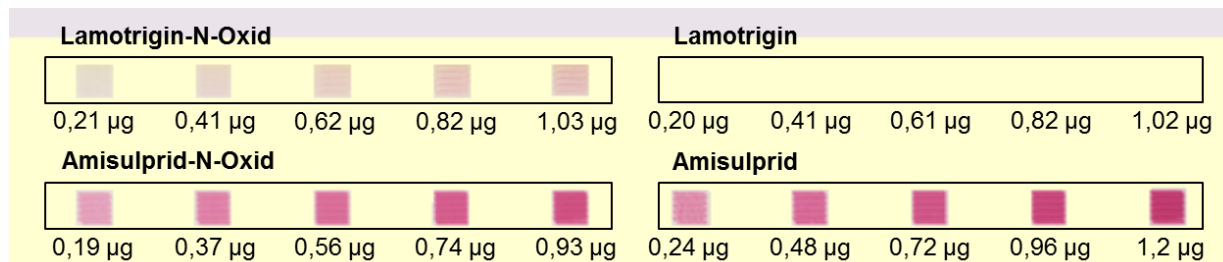 Lamotrigin-N-Oxid
0,21 µg 0,41 µg 0,62 µg 0,82 µg 1,03 µg
Lamotrigin
0,20 µg 0,41 µg 0,61 µg 0,82 µg 1,02 µg
Amisulprid-N-Oxid
0,19 µg 0,37 µg 0,56 µg 0,74 µg 0,93 µg
Amisulprid
0,24 µg 0,48 µg 0,72 µg 0,96 µg 1,2 µg